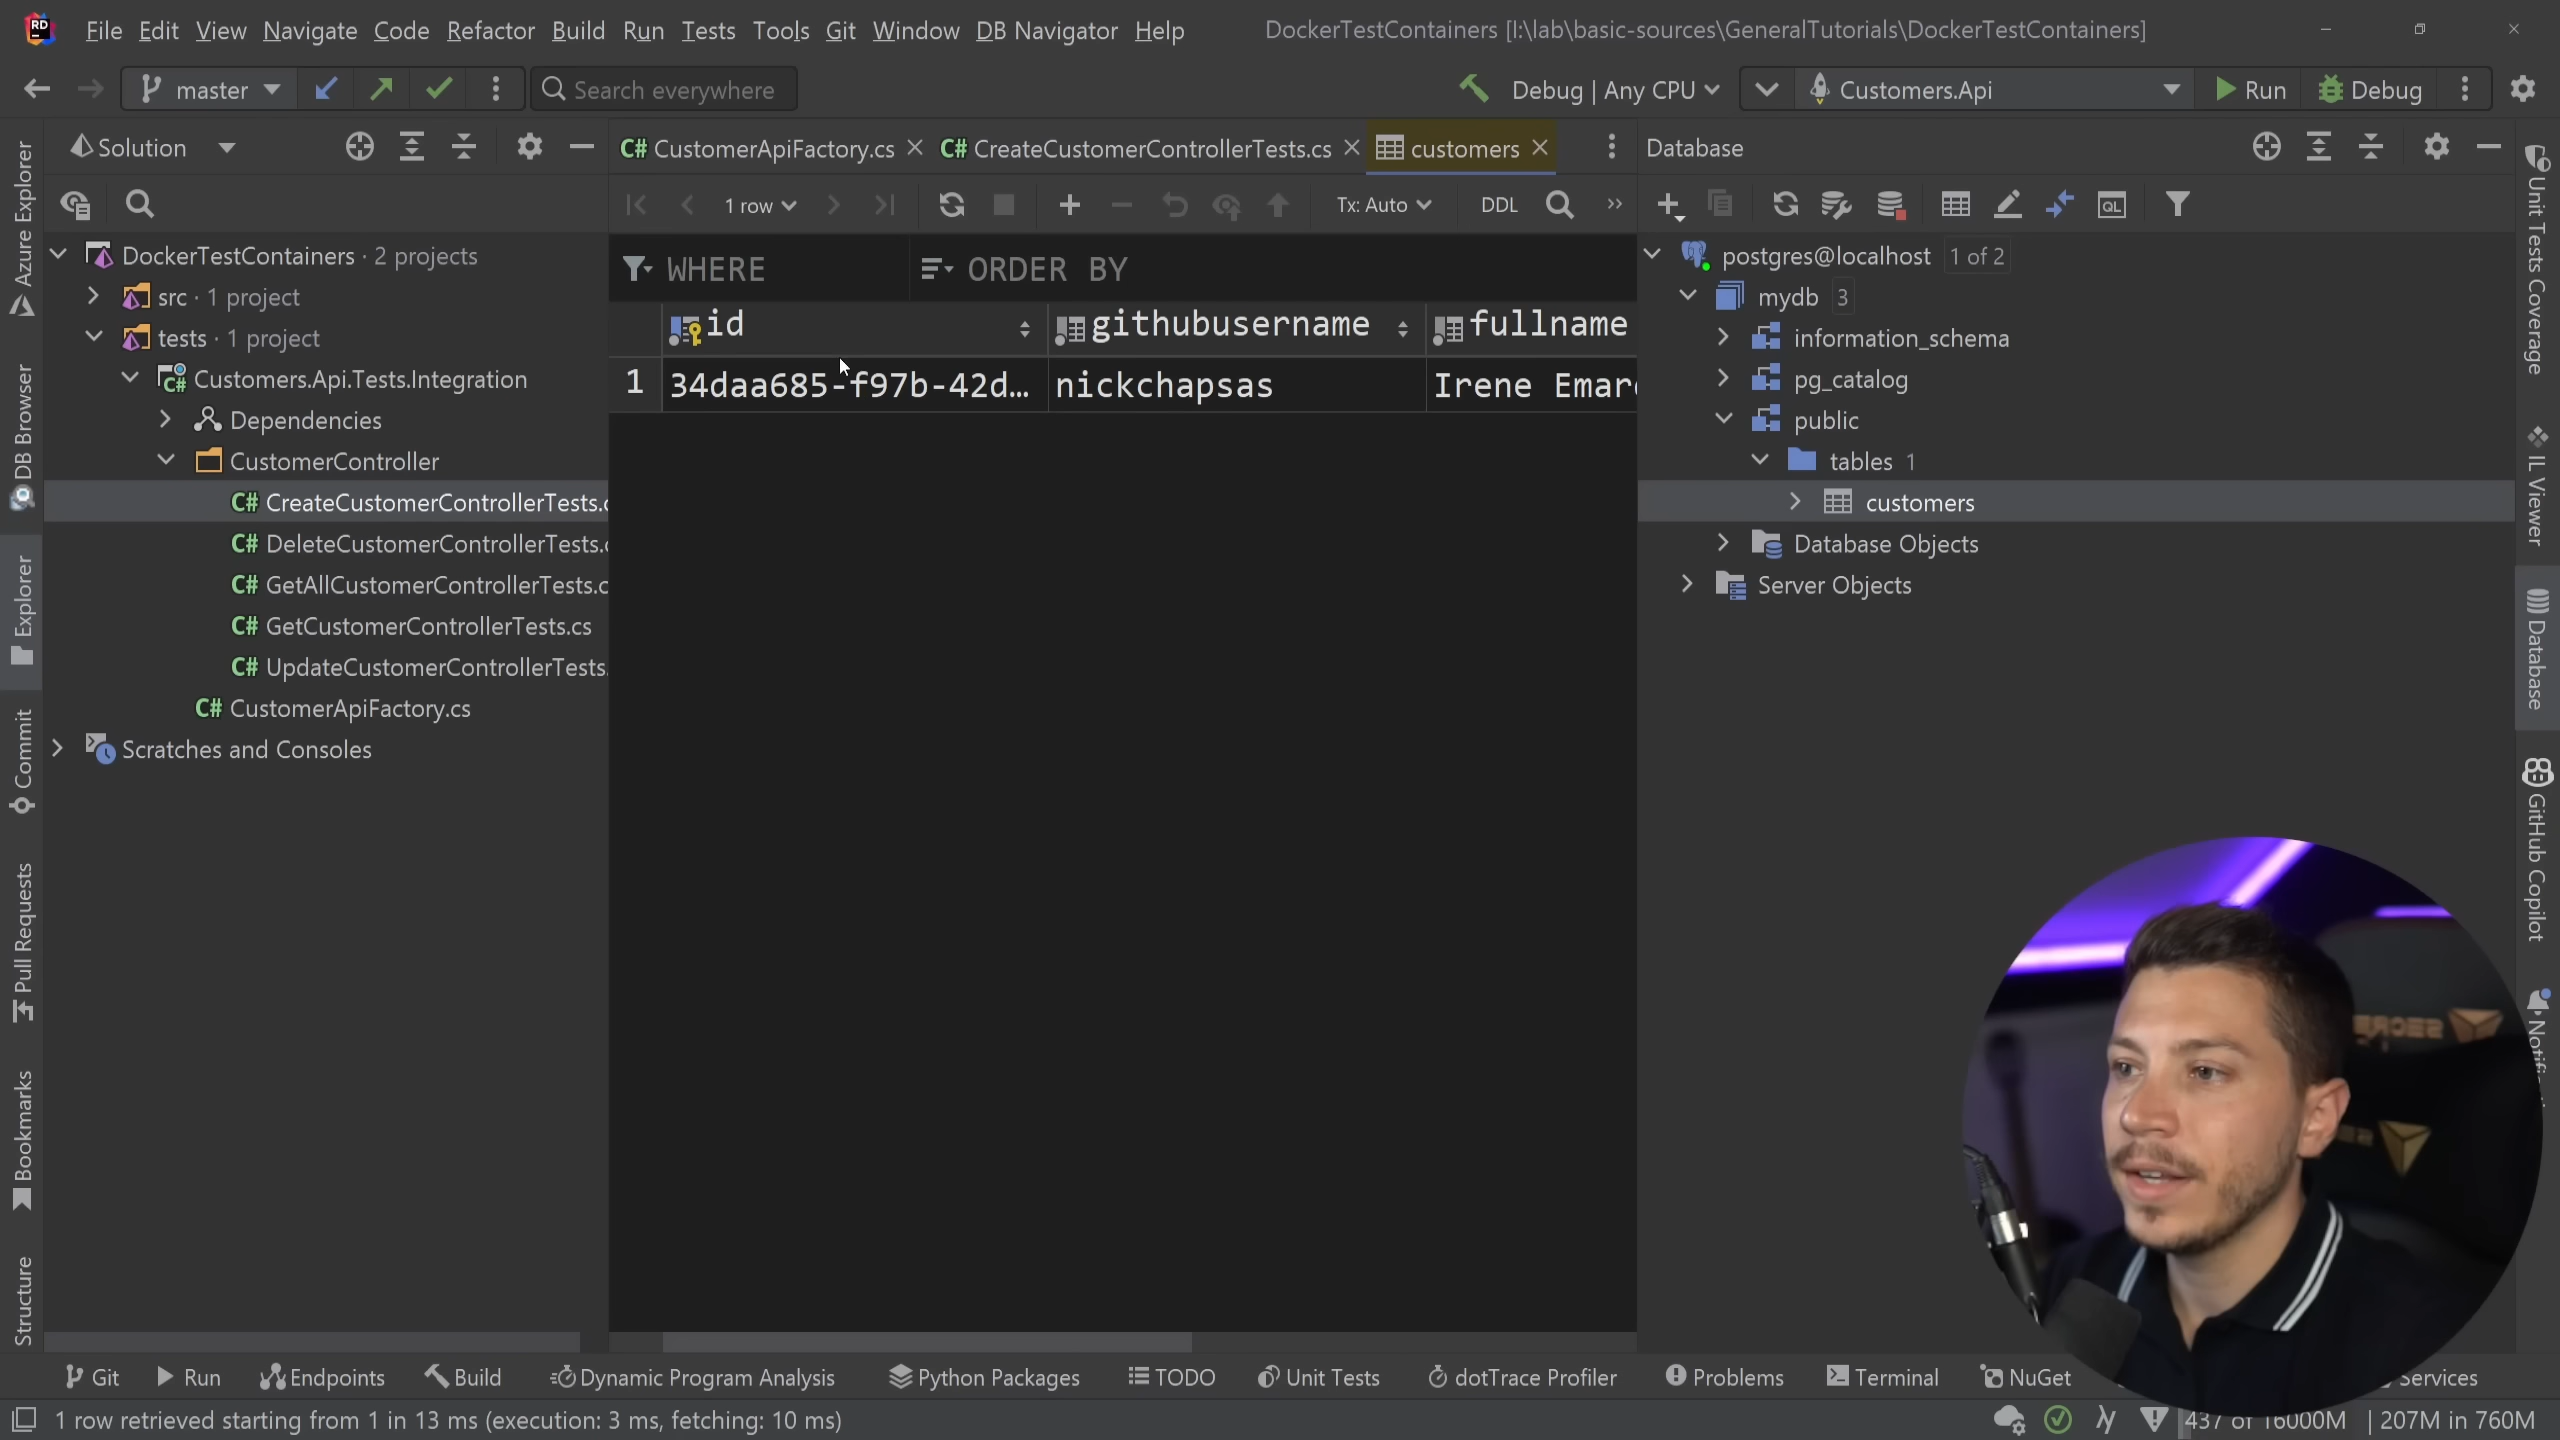 RD File Edit View Navigate Code Refactor Build Run Tests Tools Git Window DB Navigator Help DockerTestContainers [I:\lab\basic-sources\GeneralTutorials\DockerTestContainers]
master Search everywhere Debug | Any CPU Customers.Api Run Debug
Solution
C# CustomerApiFactory.cs C# CreateCustomerControllerTests.cs customers
Database
1 row Tx: Auto DDL
QL
WHERE ORDER BY
id githubusername fullname
1 34daa685-f97b-42d… nickchapsas Irene Emar
DockerTestContainers · 2 projects
src · 1 project
tests · 1 project
C# Customers.Api.Tests.Integration
Dependencies
CustomerController
C# CreateCustomerControllerTests.
C# DeleteCustomerControllerTests.
C# GetAllCustomerControllerTests.c
C# GetCustomerControllerTests.cs
C# UpdateCustomerControllerTests.
C# CustomerApiFactory.cs
Scratches and Consoles
postgres@localhost 1 of 2
mydb 3
information_schema
pg_catalog
public
tables 1
customers
Database Objects
Server Objects
Azure Explorer
DB Browser
Explorer
Commit
Pull Requests
Bookmarks
Structure
Unit Tests Coverage
IL Viewer
Database
GitHub Copilot
Notifi
Git Run Endpoints Build Dynamic Program Analysis Python Packages TODO Unit Tests dotTrace Profiler Problems Terminal NuGet Services
1 row retrieved starting from 1 in 13 ms (execution: 3 ms, fetching: 10 ms)
437 of 16000M | 207M in 760M